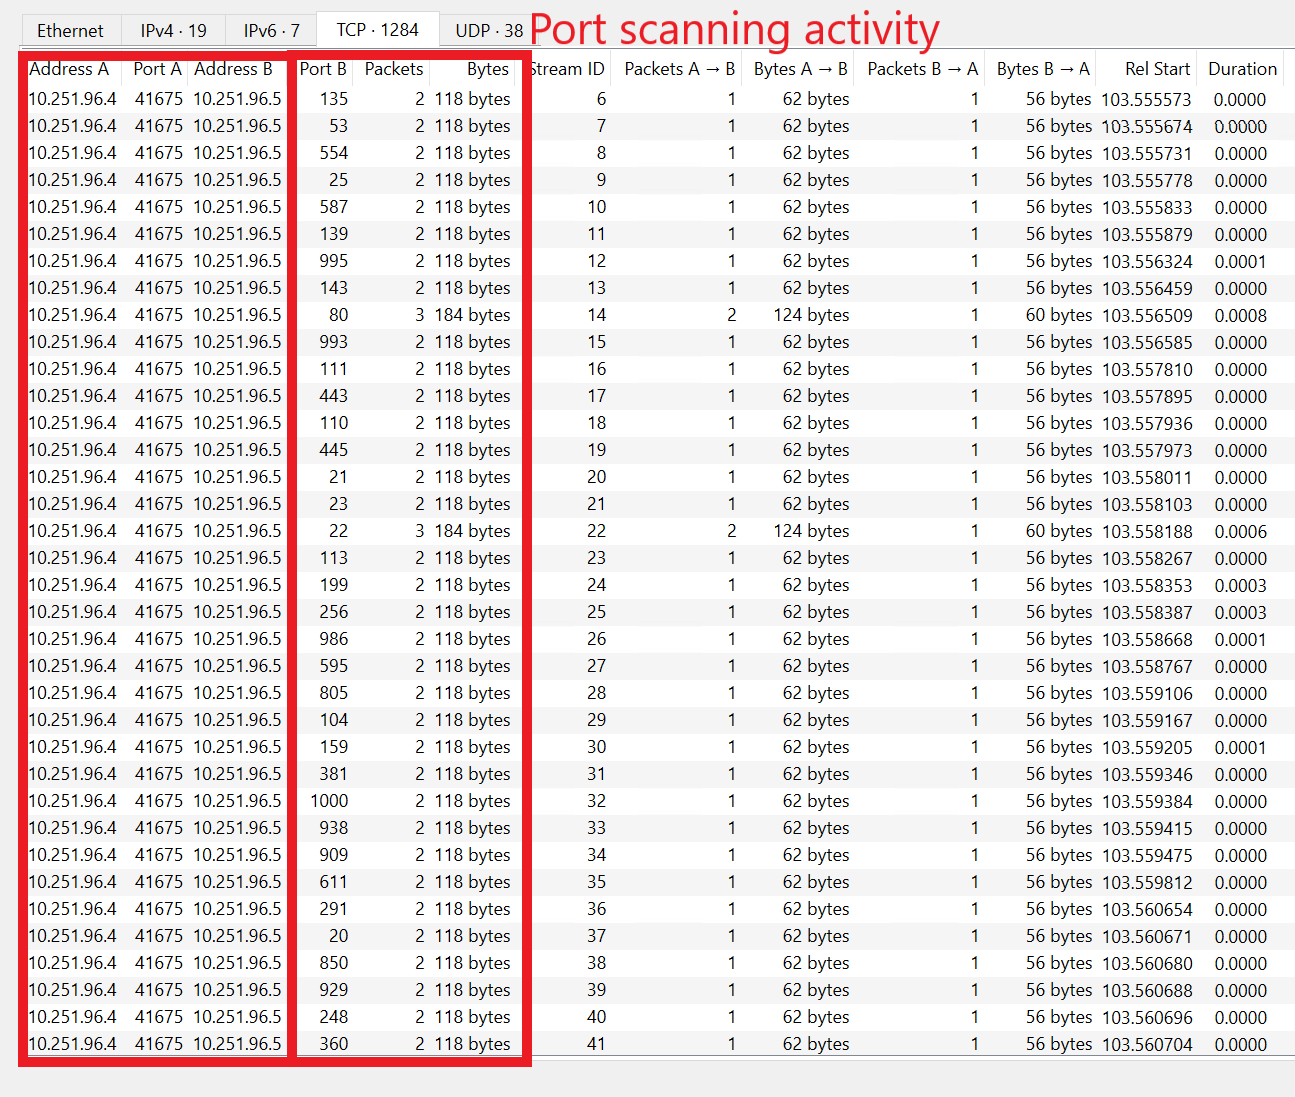 Port scanning activity
Ethernet IPv4 · 19 IPv6 · 7 TCP · 1284 UDP · 38
Address A Port A Address B Port B Packets Bytes Stream ID Packets A → B Bytes A → B Packets B → A Bytes B → A Rel Start Duration
10.251.96.4 41675 10.251.96.5 135 2 118 bytes 6 1 62 bytes 1 56 bytes 103.555573 0.0000
10.251.96.4 41675 10.251.96.5 53 2 118 bytes 7 1 62 bytes 1 56 bytes 103.555674 0.0000
10.251.96.4 41675 10.251.96.5 554 2 118 bytes 8 1 62 bytes 1 56 bytes 103.555731 0.0000
10.251.96.4 41675 10.251.96.5 25 2 118 bytes 9 1 62 bytes 1 56 bytes 103.555778 0.0000
10.251.96.4 41675 10.251.96.5 587 2 118 bytes 10 1 62 bytes 1 56 bytes 103.555833 0.0000
10.251.96.4 41675 10.251.96.5 139 2 118 bytes 11 1 62 bytes 1 56 bytes 103.555879 0.0000
10.251.96.4 41675 10.251.96.5 995 2 118 bytes 12 1 62 bytes 1 56 bytes 103.556324 0.0001
10.251.96.4 41675 10.251.96.5 143 2 118 bytes 13 1 62 bytes 1 56 bytes 103.556459 0.0000
10.251.96.4 41675 10.251.96.5 80 3 184 bytes 14 2 124 bytes 1 60 bytes 103.556509 0.0008
10.251.96.4 41675 10.251.96.5 993 2 118 bytes 15 1 62 bytes 1 56 bytes 103.556585 0.0000
10.251.96.4 41675 10.251.96.5 111 2 118 bytes 16 1 62 bytes 1 56 bytes 103.557810 0.0000
10.251.96.4 41675 10.251.96.5 443 2 118 bytes 17 1 62 bytes 1 56 bytes 103.557895 0.0000
10.251.96.4 41675 10.251.96.5 110 2 118 bytes 18 1 62 bytes 1 56 bytes 103.557936 0.0000
10.251.96.4 41675 10.251.96.5 445 2 118 bytes 19 1 62 bytes 1 56 bytes 103.557973 0.0000
10.251.96.4 41675 10.251.96.5 21 2 118 bytes 20 1 62 bytes 1 56 bytes 103.558011 0.0000
10.251.96.4 41675 10.251.96.5 23 2 118 bytes 21 1 62 bytes 1 56 bytes 103.558103 0.0000
10.251.96.4 41675 10.251.96.5 22 3 184 bytes 22 2 124 bytes 1 60 bytes 103.558188 0.0006
10.251.96.4 41675 10.251.96.5 113 2 118 bytes 23 1 62 bytes 1 56 bytes 103.558267 0.0000
10.251.96.4 41675 10.251.96.5 199 2 118 bytes 24 1 62 bytes 1 56 bytes 103.558353 0.0003
10.251.96.4 41675 10.251.96.5 256 2 118 bytes 25 1 62 bytes 1 56 bytes 103.558387 0.0003
10.251.96.4 41675 10.251.96.5 986 2 118 bytes 26 1 62 bytes 1 56 bytes 103.558668 0.0001
10.251.96.4 41675 10.251.96.5 595 2 118 bytes 27 1 62 bytes 1 56 bytes 103.558767 0.0000
10.251.96.4 41675 10.251.96.5 805 2 118 bytes 28 1 62 bytes 1 56 bytes 103.559106 0.0000
10.251.96.4 41675 10.251.96.5 104 2 118 bytes 29 1 62 bytes 1 56 bytes 103.559167 0.0000
10.251.96.4 41675 10.251.96.5 159 2 118 bytes 30 1 62 bytes 1 56 bytes 103.559205 0.0001
10.251.96.4 41675 10.251.96.5 381 2 118 bytes 31 1 62 bytes 1 56 bytes 103.559346 0.0000
10.251.96.4 41675 10.251.96.5 1000 2 118 bytes 32 1 62 bytes 1 56 bytes 103.559384 0.0000
10.251.96.4 41675 10.251.96.5 938 2 118 bytes 33 1 62 bytes 1 56 bytes 103.559415 0.0000
10.251.96.4 41675 10.251.96.5 909 2 118 bytes 34 1 62 bytes 1 56 bytes 103.559475 0.0000
10.251.96.4 41675 10.251.96.5 611 2 118 bytes 35 1 62 bytes 1 56 bytes 103.559812 0.0000
10.251.96.4 41675 10.251.96.5 291 2 118 bytes 36 1 62 bytes 1 56 bytes 103.560654 0.0000
10.251.96.4 41675 10.251.96.5 20 2 118 bytes 37 1 62 bytes 1 56 bytes 103.560671 0.0000
10.251.96.4 41675 10.251.96.5 850 2 118 bytes 38 1 62 bytes 1 56 bytes 103.560680 0.0000
10.251.96.4 41675 10.251.96.5 929 2 118 bytes 39 1 62 bytes 1 56 bytes 103.560688 0.0000
10.251.96.4 41675 10.251.96.5 248 2 118 bytes 40 1 62 bytes 1 56 bytes 103.560696 0.0000
10.251.96.4 41675 10.251.96.5 360 2 118 bytes 41 1 62 bytes 1 56 bytes 103.560704 0.0000